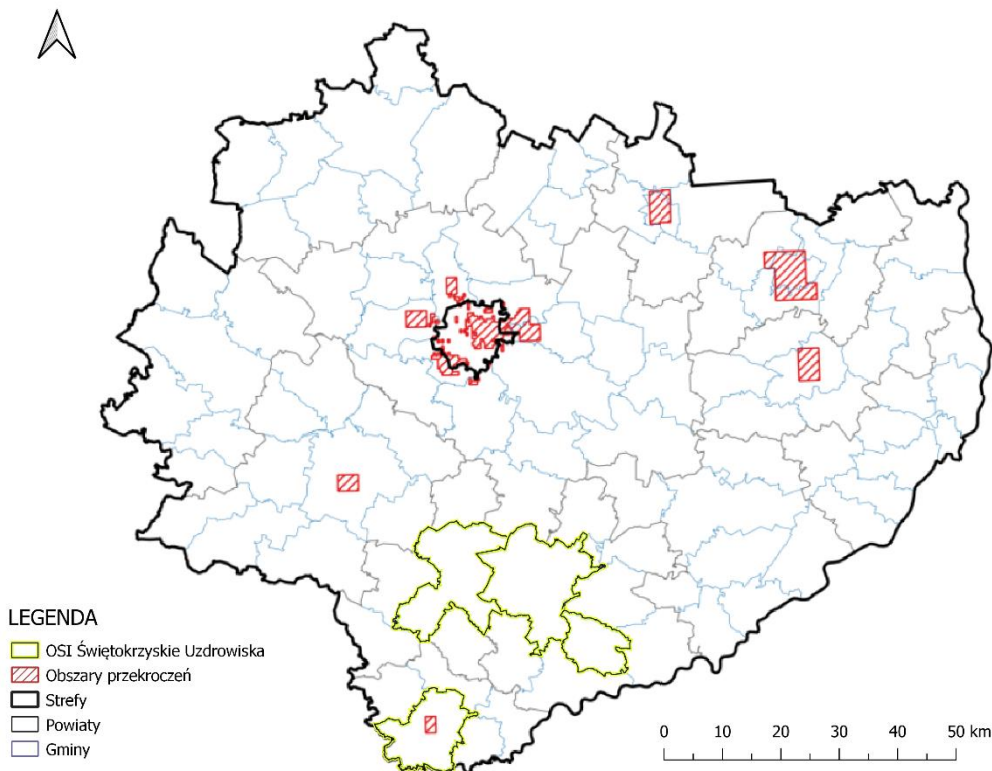 LEGENDA
OSI Świętokrzyskie Uzdrowiska
Obszary przekroczeń
Strefy
Powiaty
Gminy
0 10 20 30 40 50 km